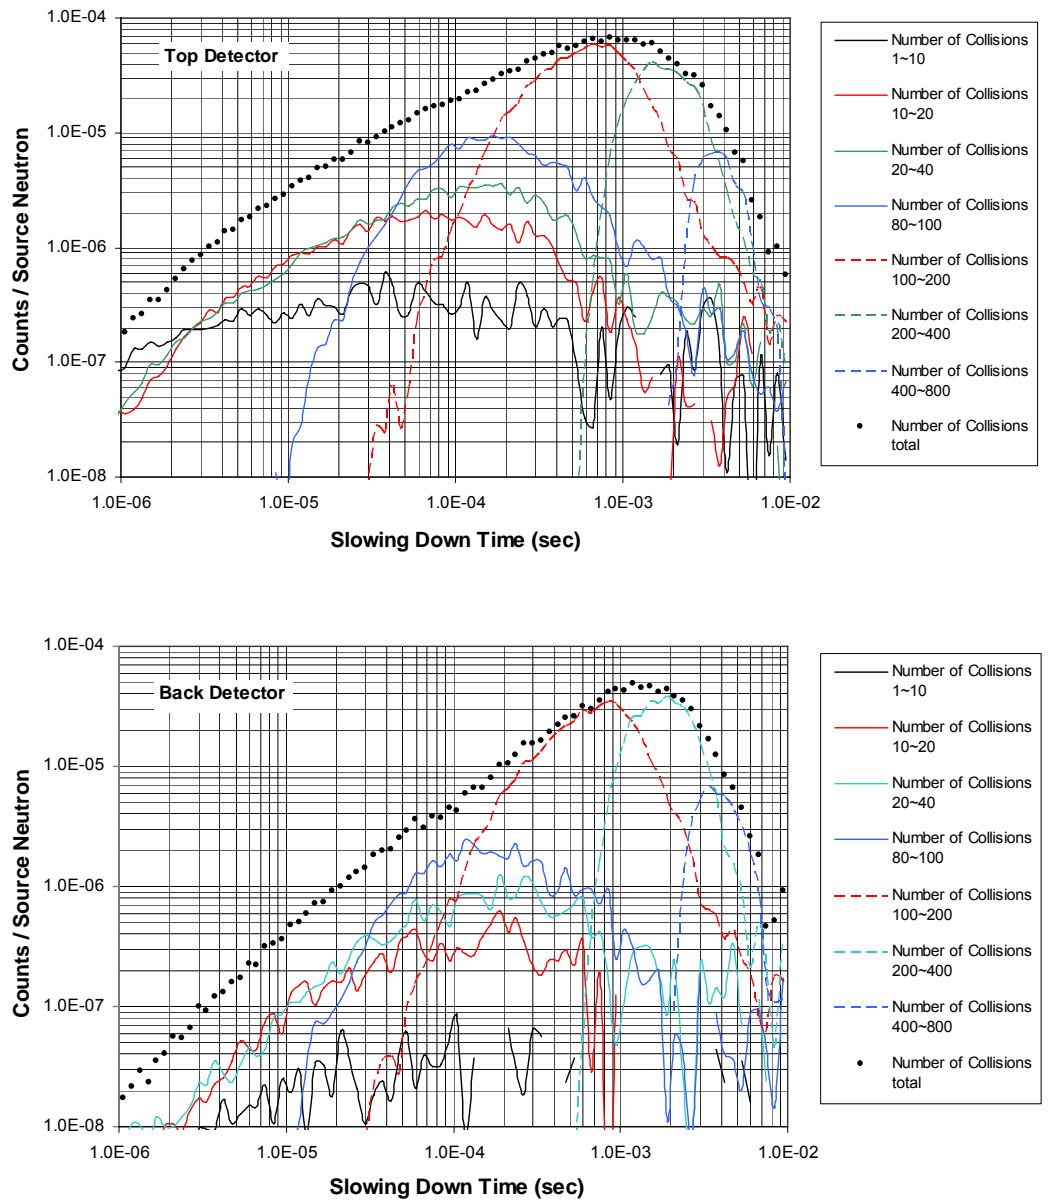 1.0E-04
Top Detector
1.0E-05
1.0E-06
1.0E-07
1.0E-08
Counts / Source Neutron
1.0E-06 1.0E-05 1.0E-04 1.0E-03 1.0E-02
Slowing Down Time (sec)
Number of Collisions
1~10
Number of Collisions
10~20
Number of Collisions
20~40
Number of Collisions
80~100
Number of Collisions
100~200
Number of Collisions
200~400
Number of Collisions
400~800
Number of Collisions
total
1.0E-04
Back Detector
1.0E-05
1.0E-06
1.0E-07
1.0E-08
Counts / Source Neutron
1.0E-06 1.0E-05 1.0E-04 1.0E-03 1.0E-02
Slowing Down Time (sec)
Number of Collisions
1~10
Number of Collisions
10~20
Number of Collisions
20~40
Number of Collisions
80~100
Number of Collisions
100~200
Number of Collisions
200~400
Number of Collisions
400~800
Number of Collisions
total